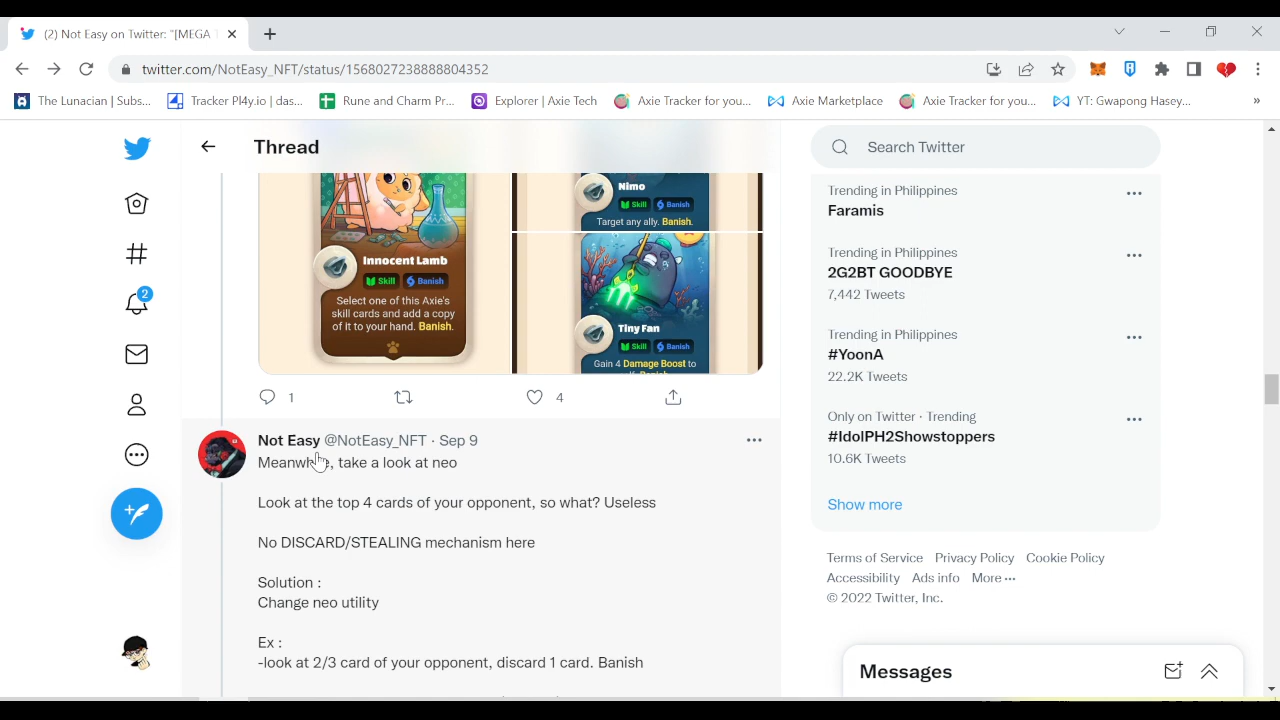 (2) Not Easy on Twitter: "[MEGA
twitter.com/NotEasy_NFT/status/1568027238888804352
The Lunacian | Subs...
Tracker Pl4y.io | das...
Rune and Charm Pr...
Explorer | Axie Tech
Axie Tracker for you...
Axie Marketplace
Axie Tracker for you...
YT: Gwapong Hasey...
»
Thread
Innocent Lamb
Skill Banish
Select one of this Axie's
skill cards and add a copy
of it to your hand. Banish.
Nimo
Skill Banish
Target any ally. Banish.
Tiny Fan
Skill Banish
Gain 4 Damage Boost to
1
4
Not Easy @NotEasy_NFT · Sep 9
Meanwhile, take a look at neo
Look at the top 4 cards of your opponent, so what? Useless
No DISCARD/STEALING mechanism here
Solution :
Change neo utility
Ex :
-look at 2/3 card of your opponent, discard 1 card. Banish
2
Search Twitter
Trending in Philippines
Faramis
Trending in Philippines
2G2BT GOODBYE
7,442 Tweets
Trending in Philippines
#YoonA
22.2K Tweets
Only on Twitter · Trending
#IdolPH2Showstoppers
10.6K Tweets
Show more
Terms of Service Privacy Policy Cookie Policy
Accessibility Ads info More ···
© 2022 Twitter, Inc.
Messages